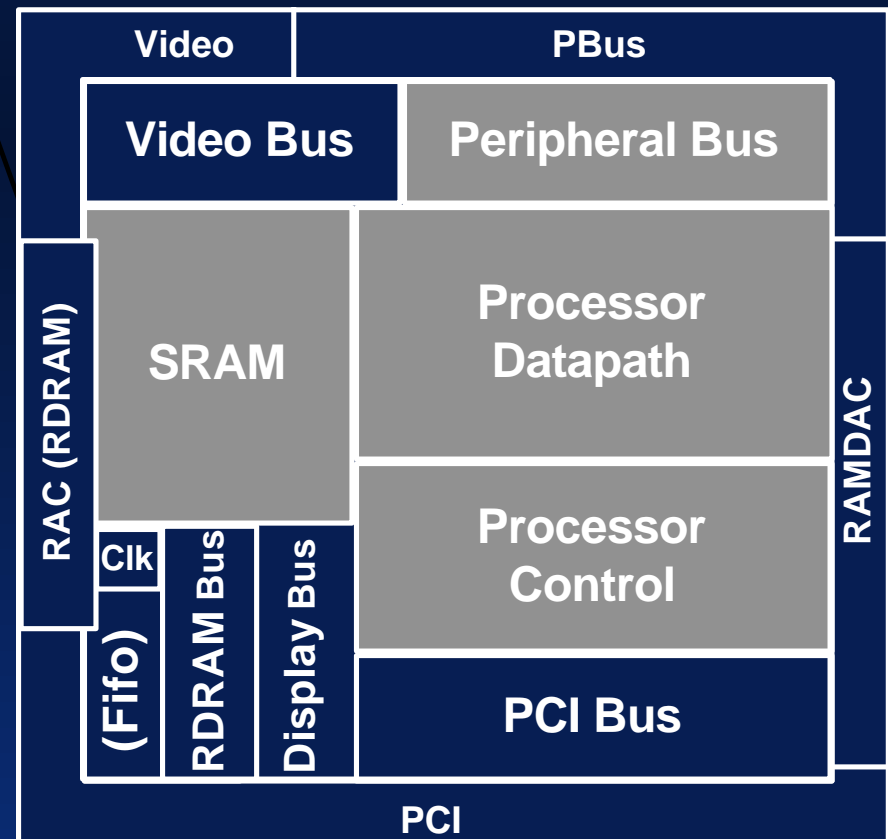 Video
PBus
Video Bus
Peripheral Bus
RAC (RDRAM)
SRAM
Processor
Datapath
RAMDAC
Clk
(Fifo)
RDRAM Bus
Display Bus
Processor
Control
PCI Bus
PCI